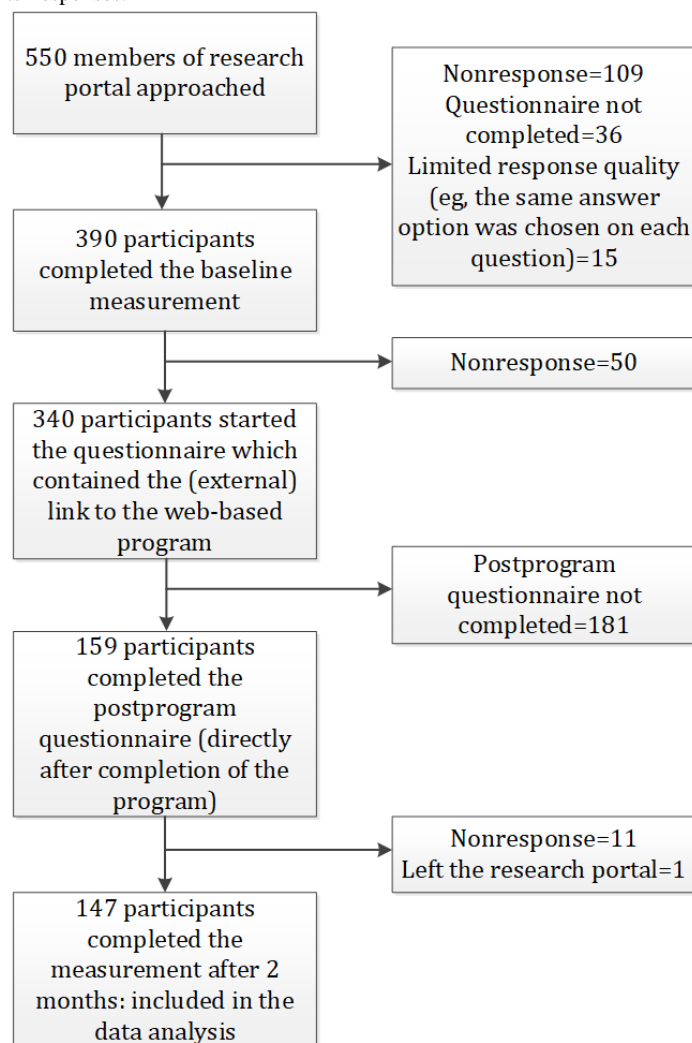 550 members of research
portal approached
Nonresponse=109
Questionnaire not
completed=36
Limited response quality
(eg, the same answer
option was chosen on each
question)=15
390 participants
completed the baseline
measurement
Nonresponse=50
340 participants started
the questionnaire which
contained the (external)
link to the web-based
program
Postprogram
questionnaire not
completed=181
159 participants
completed the
postprogram
questionnaire (directly
after completion of the
program)
Nonresponse=11
Left the research portal=1
147 participants
completed the
measurement after 2
months: included in the
data analysis